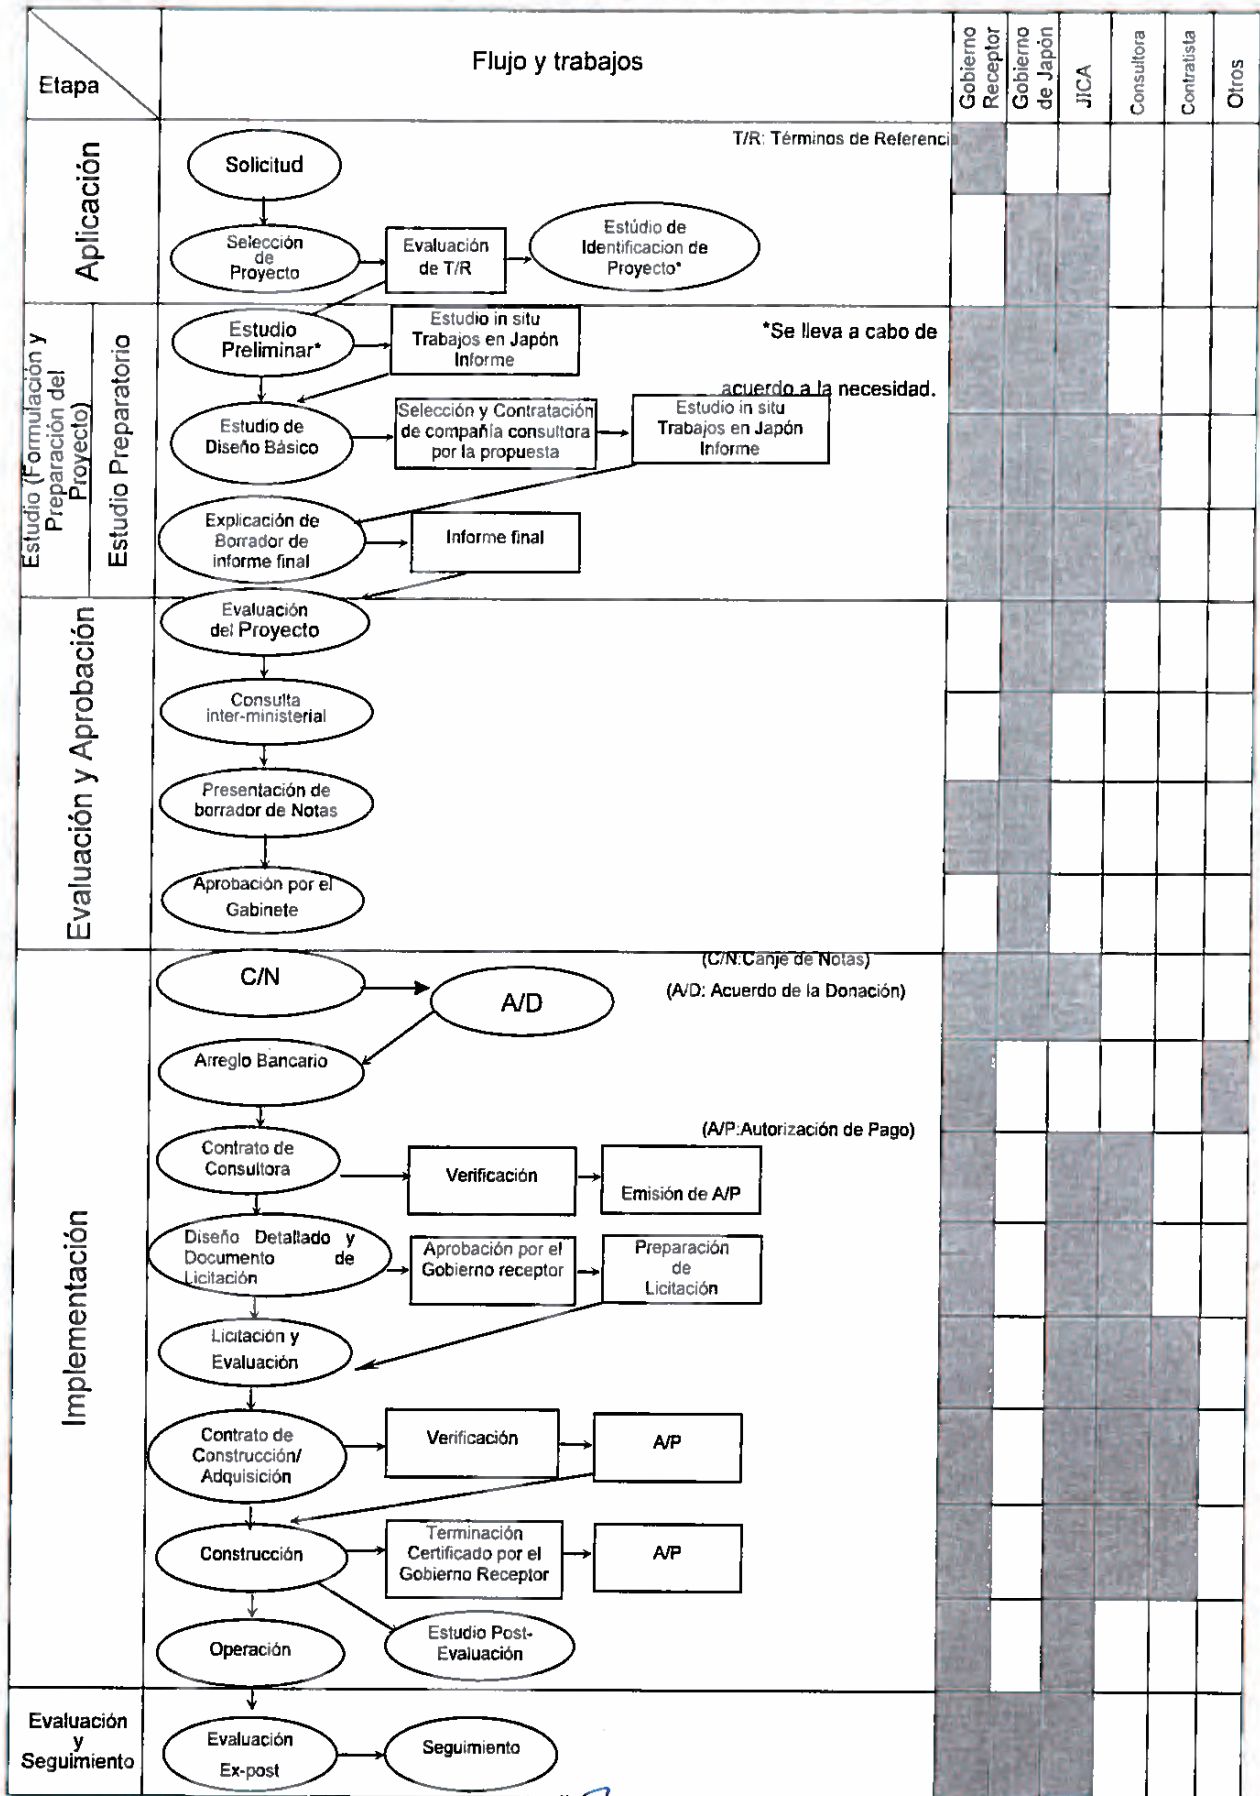 Etapa
Flujo y trabajos
Gobierno
Receptor
Gobierno
de Japón
JICA
Consultora
Contratista
Otros
Aplicación
T/R: Términos de Referenci
Solicitud
Selección
de
Proyecto
Evaluación
de T/R
Estúdio de
Identificacion de
Proyecto*
Estudio (Formulación y
Preparación del
Proyecto)
Estudio Preparatorio
Estudio
Preliminar*
Estudio in situ
Trabajos en Japón
Informe
*Se lleva a cabo de
acuerdo a la necesidad.
Estudio de
Diseño Básico
Selección y Contratación
de compañía consultora
por la propuesta
Estudio in situ
Trabajos en Japón
Informe
Explicación de
Borrador de
informe final
Informe final
Evaluación y Aprobación
Evaluación
del Proyecto
Consulta
inter-ministerial
Presentación de
borrador de Notas
Aprobación por el
Gabinete
Implementación
C/N
A/D
(C/N:Canje de Notas)
(A/D: Acuerdo de la Donación)
Arreglo Bancario
(A/P:Autorización de Pago)
Contrato de
Consultora
Verificación
Emisión de A/P
Diseño Detallado y
Documento de
Licitación
Aprobación por el
Gobierno receptor
Preparación
de
Licitación
Licitación y
Evaluación
Contrato de
Construcción/
Adquisición
Verificación
A/P
Construcción
Terminación
Certificado por el
Gobierno Receptor
A/P
Operación
Estudio Post-
Evaluación
Evaluación
y
Seguimiento
Evaluación
Ex-post
Seguimiento